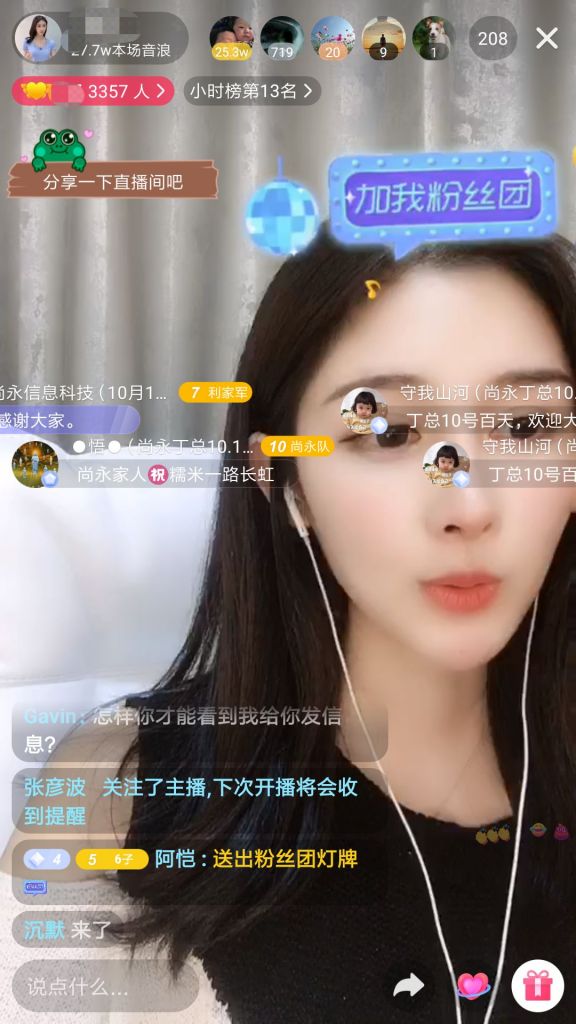 27.7w本场音浪
25.3w
719
20
9
1
208
3357 人
小时榜第13名
分享一下直播间吧
加我粉丝团
尚永信息科技（10月1... 7 利家军
感谢大家。
守我山河（尚永丁总10.
丁总10号百天，欢迎大
●悟●（尚永丁总10.1... 10 尚永队
尚永家人祝糯米一路长虹
守我山河（尚
丁总10号百
Gavin: 怎样你才能看到我给你发信
息?
张彦波 关注了主播,下次开播将会收
到提醒
4 5 6子 阿恺：送出粉丝团灯牌
沉默 来了
说点什么...